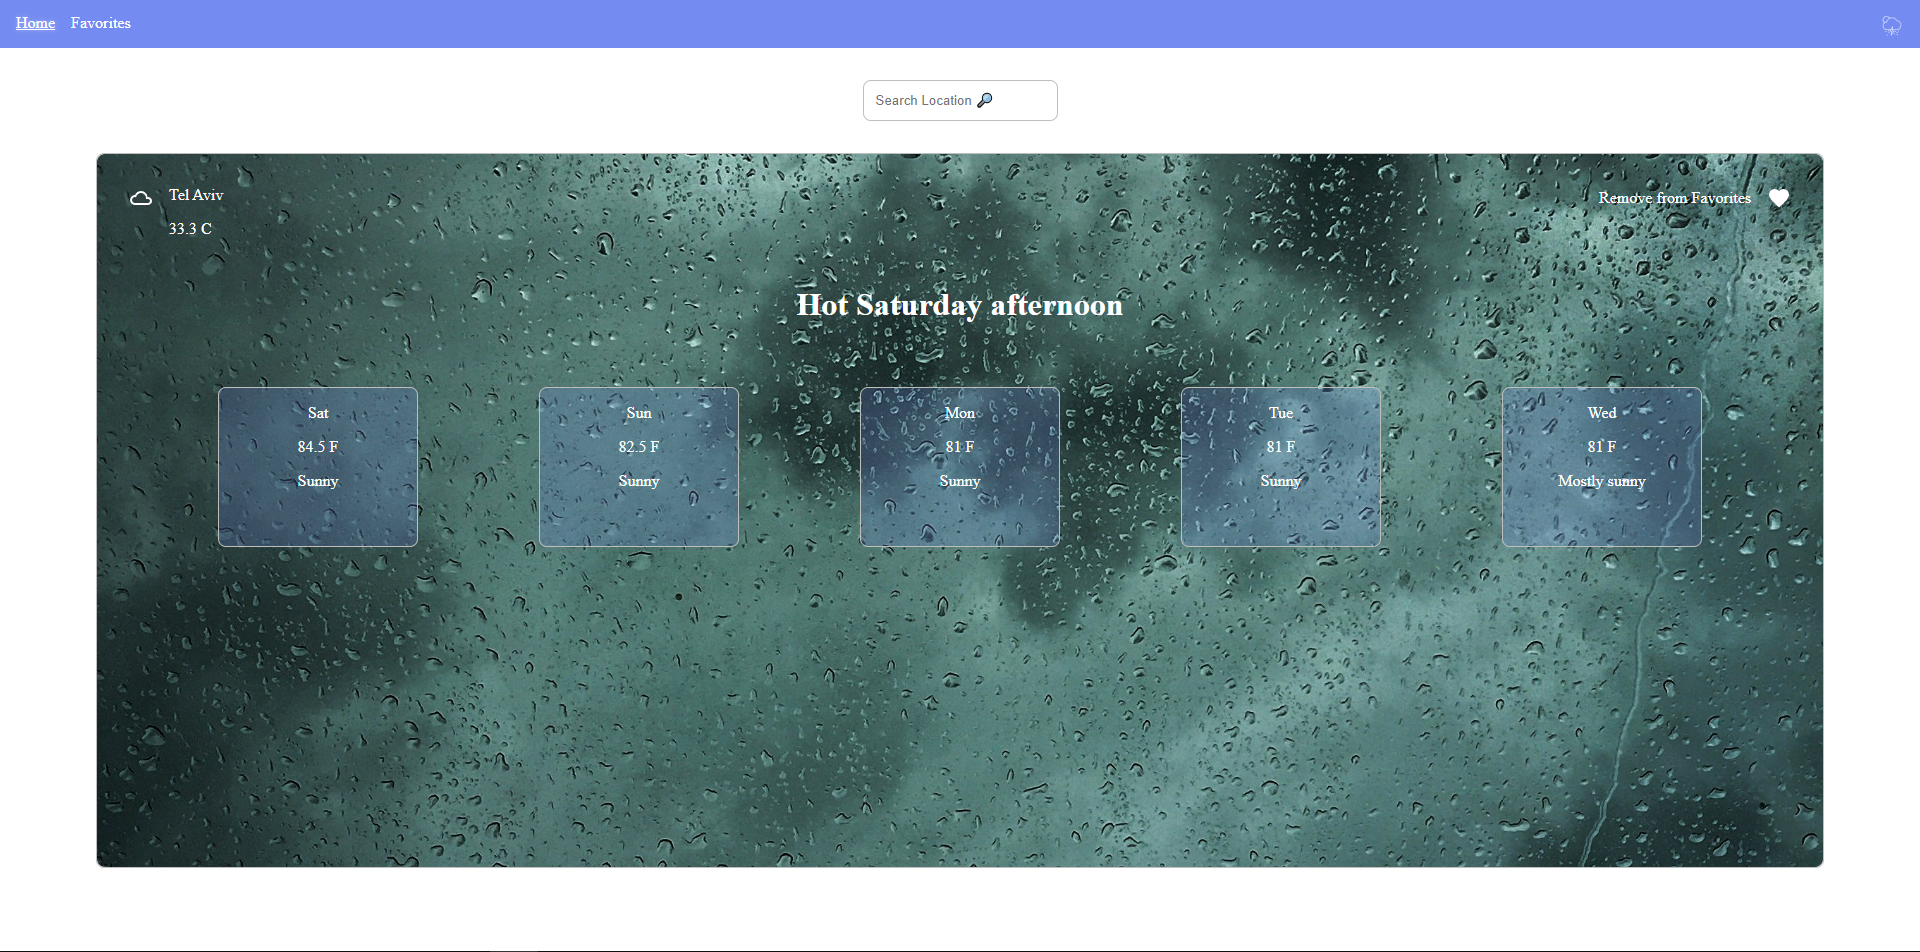 Home Favorites
Search Location 🔎
Tel Aviv
33.3 C
Remove from Favorites
Hot Saturday afternoon
Sat
84.5 F
Sunny
Sun
82.5 F
Sunny
Mon
81 F
Sunny
Tue
81 F
Sunny
Wed
81 F
Mostly sunny